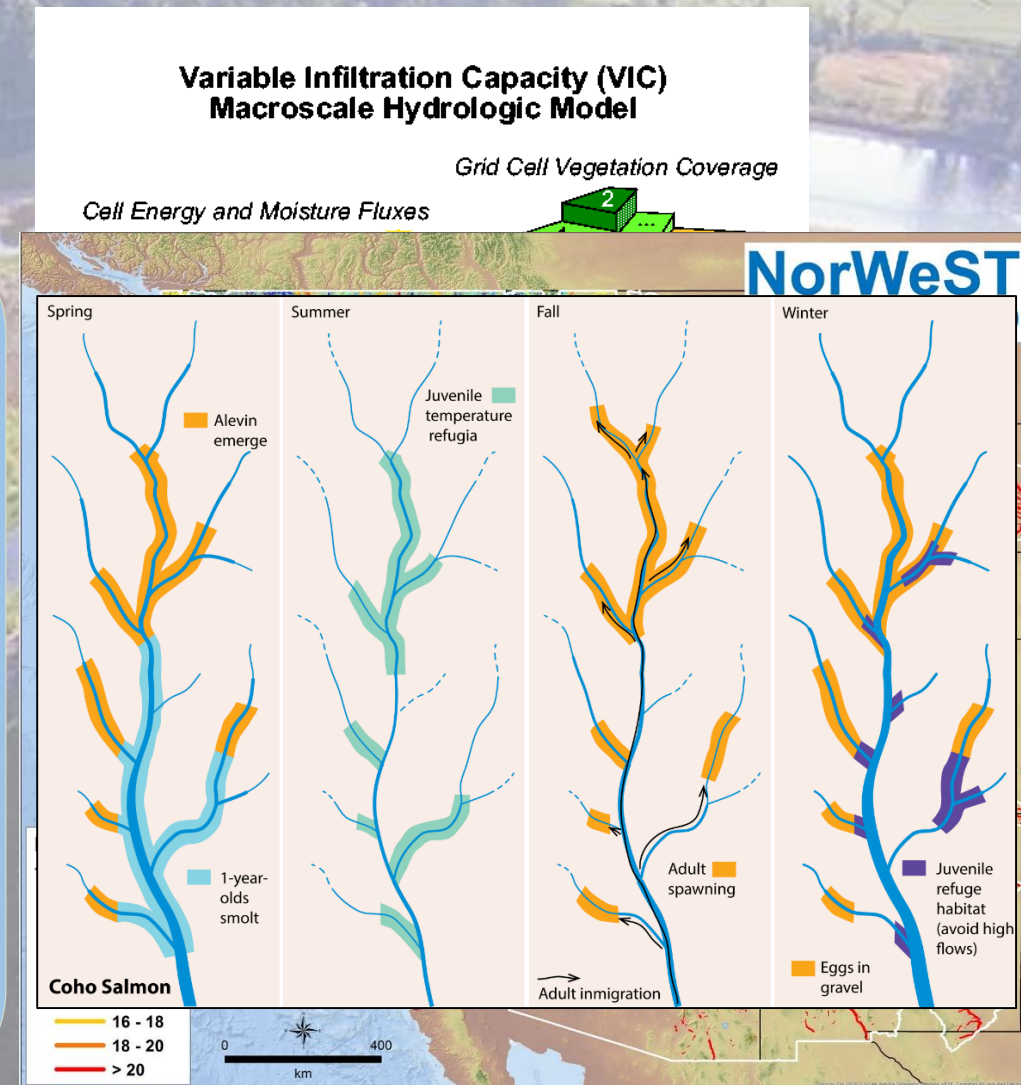 Variable Infiltration Capacity (VIC)
Macroscale Hydrologic Model
Grid Cell Vegetation Coverage
Cell Energy and Moisture Fluxes
2
...
NorWeST
Spring
Alevin
emerge
1-year-
olds
smolt
Coho Salmon
Summer
Juvenile
temperature
refugia
Fall
Adult
spawning
Adult inmigration
Winter
Juvenile
refuge
habitat
(avoid high
flows)
Eggs in
gravel
16 - 18
18 - 20
> 20
0 400
km